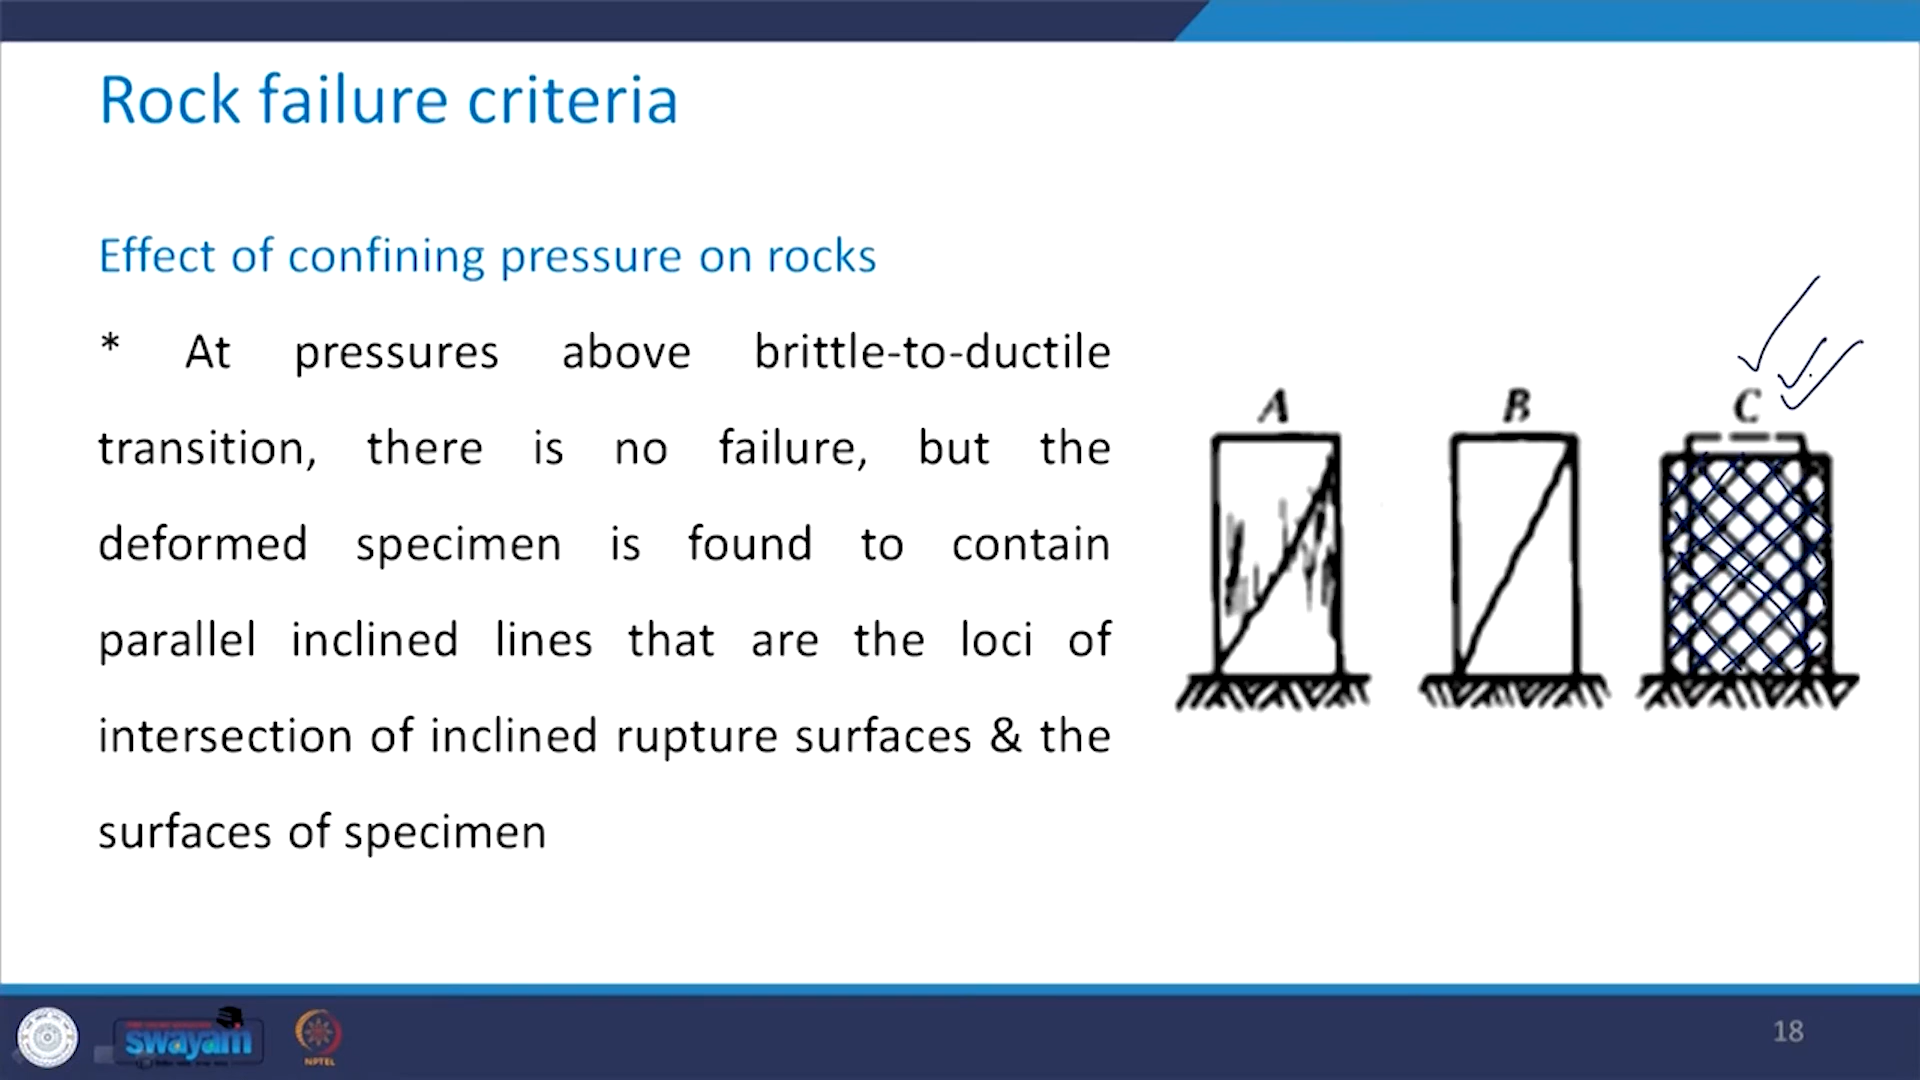 Rock failure criteria
Effect of confining pressure on rocks
* At pressures above brittle-to-ductile
transition, there is no failure, but the
deformed specimen is found to contain
parallel inclined lines that are the loci of
intersection of inclined rupture surfaces & the
surfaces of specimen
A B C
swayam
NPTEL
18